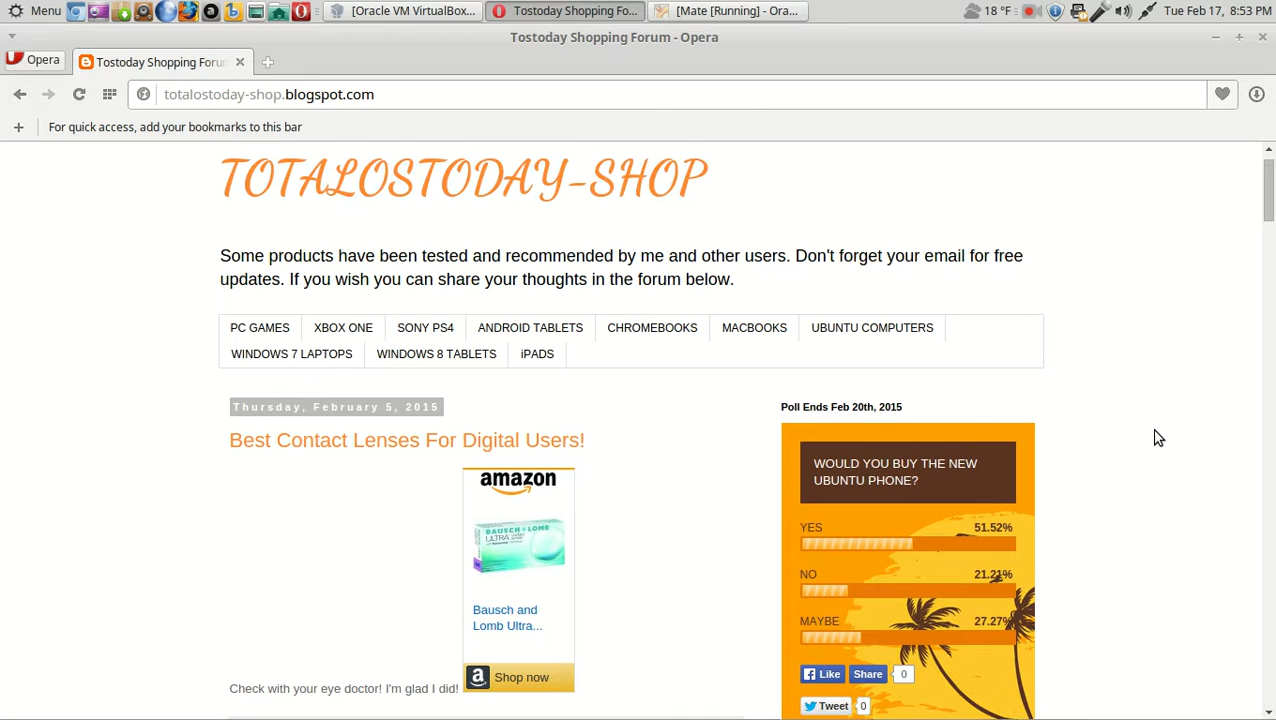 Menu
[Oracle VM VirtualBox...
Tostoday Shopping Fo...
[Mate [Running] - Ora...
18 °F
Tue Feb 17, 8:53 PM
Tostoday Shopping Forum - Opera
Opera
Tostoday Shopping Foru
totalostoday-shop.blogspot.com
For quick access, add your bookmarks to this bar
TOTALOSTODAY-SHOP
Some products have been tested and recommended by me and other users. Don't forget your email for free
updates. If you wish you can share your thoughts in the forum below.
PC GAMES XBOX ONE SONY PS4 ANDROID TABLETS CHROMEBOOKS MACBOOKS UBUNTU COMPUTERS
WINDOWS 7 LAPTOPS WINDOWS 8 TABLETS iPADS
Thursday, February 5, 2015
Best Contact Lenses For Digital Users!
amazon
BAUSCH + LOMB
ULTRA
Bausch and
Lomb Ultra...
Shop now
Check with your eye doctor! I'm glad I did!
Poll Ends Feb 20th, 2015
WOULD YOU BUY THE NEW
UBUNTU PHONE?
YES 51.52%
NO 21.21%
MAYBE 27.27%
Like Share 0
Tweet 0